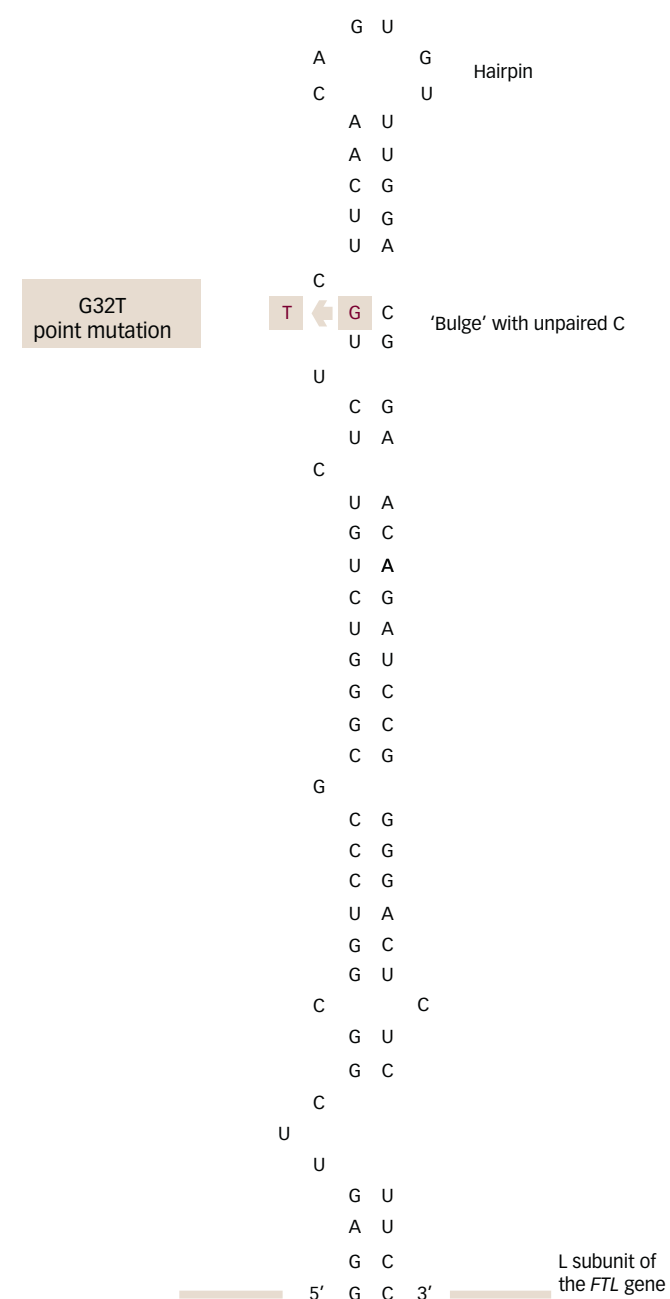 G U
A G
Hairpin
C U
A U
A U
C G
U G
U A
C
G32T
point mutation
T G C
'Bulge' with unpaired C
U G
U
C G
U A
C
U A
G C
U A
C G
U A
G U
G C
G C
C G
G
C G
C G
C G
U A
G C
G U
C C
G U
G C
C
U
U
G U
A U
G C
L subunit of
the FTL gene
5' G C 3'